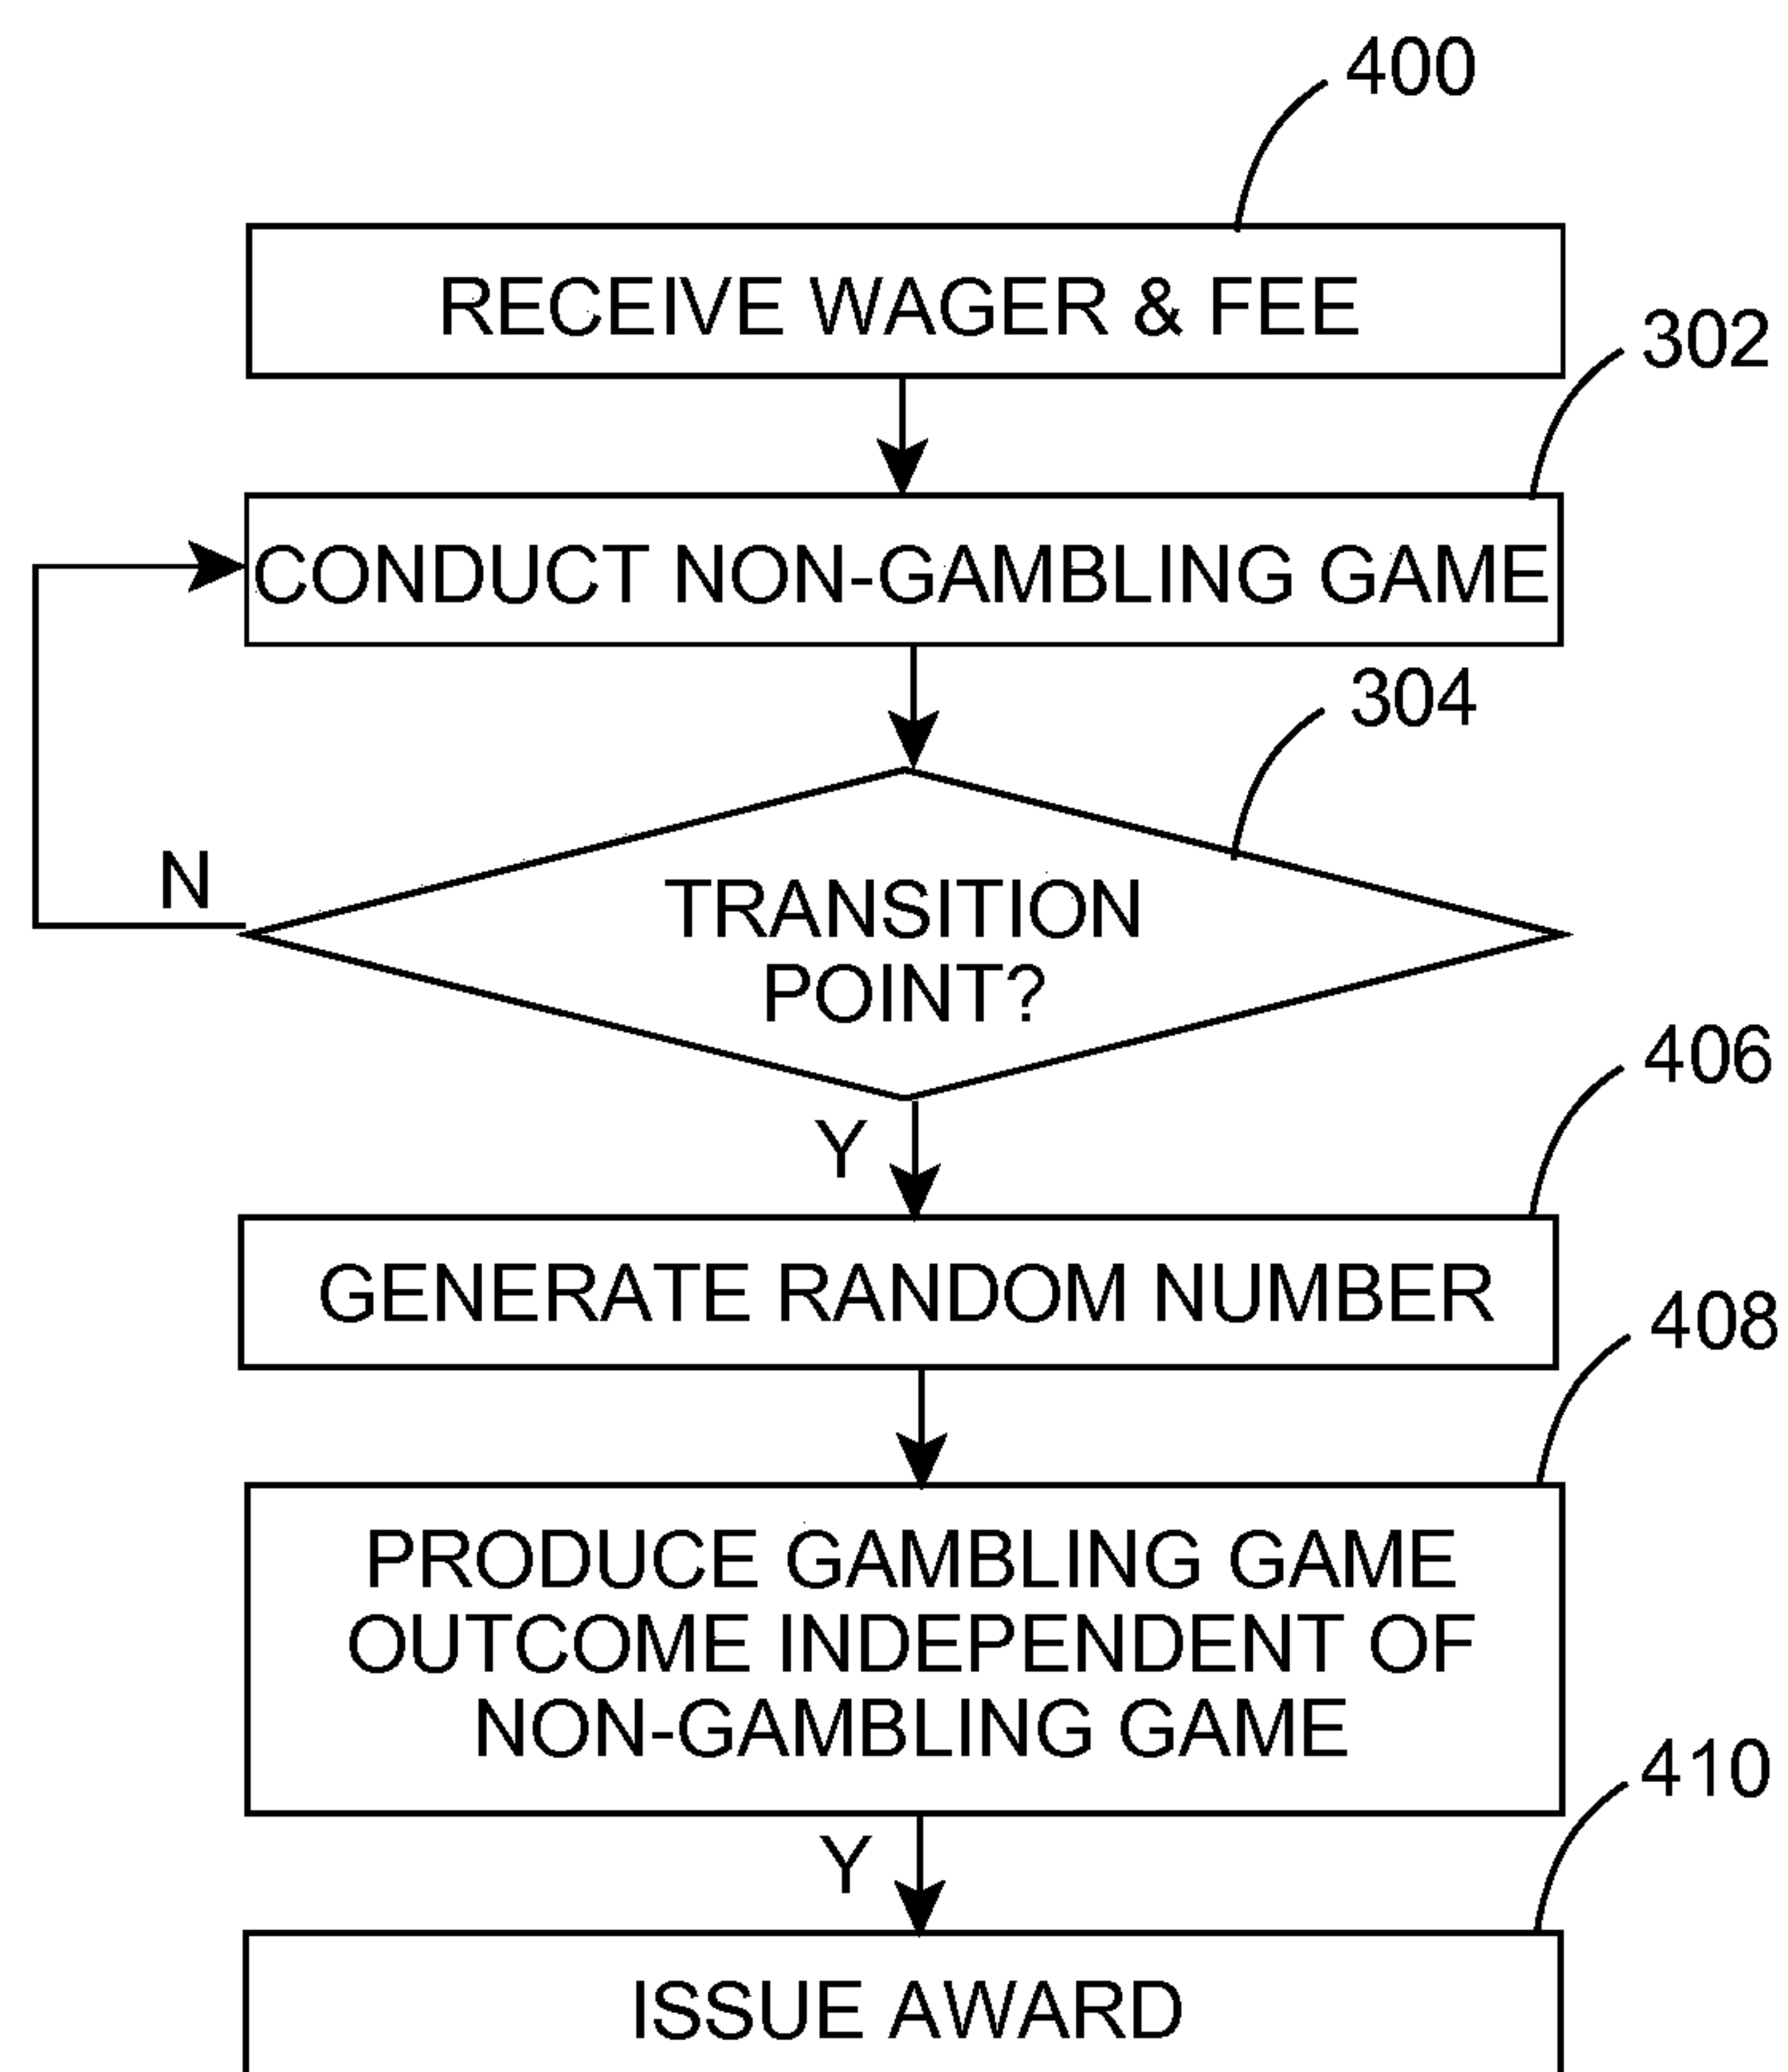 400
RECEIVE WAGER & FEE
302
CONDUCT NON-GAMBLING GAME
304
N
TRANSITION
POINT?
406
Y
GENERATE RANDOM NUMBER
408
PRODUCE GAMBLING GAME
OUTCOME INDEPENDENT OF
NON-GAMBLING GAME
410
Y
ISSUE AWARD